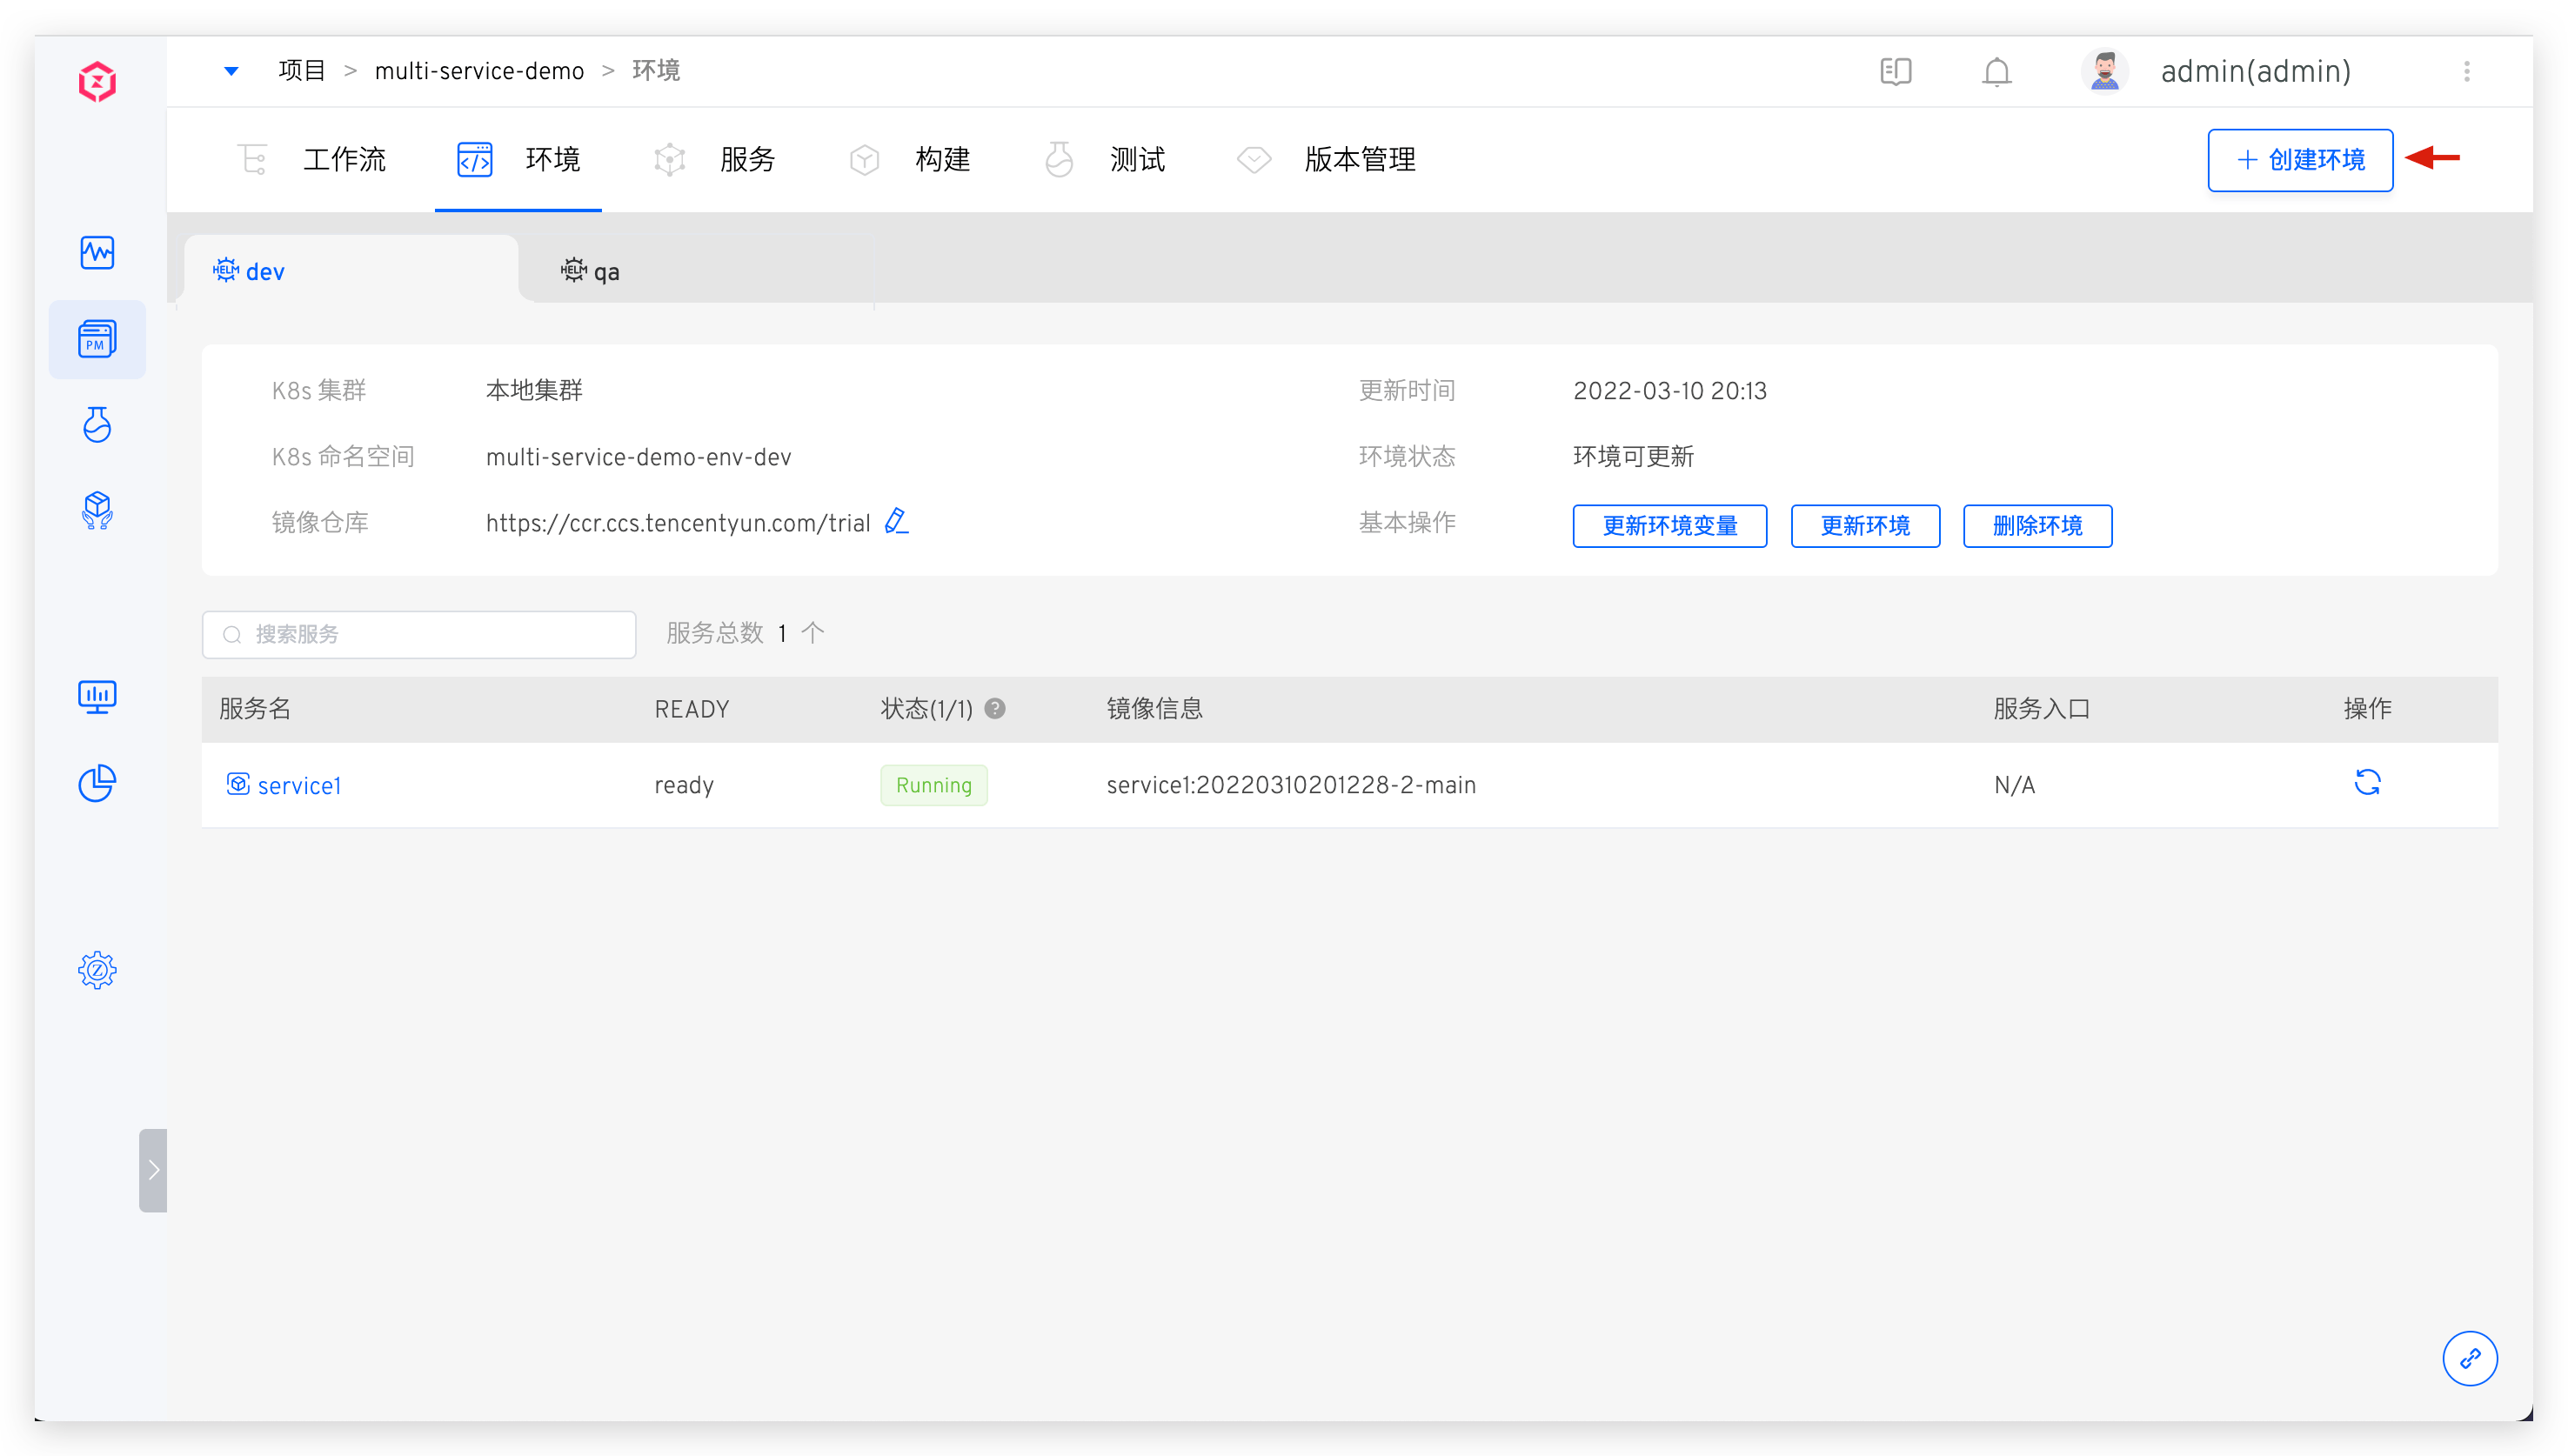 项目 > multi-service-demo > 环境
admin(admin)
工作流 环境 服务 构建 测试 版本管理
+ 创建环境
HELM dev
HELM qa
PM
K8s 集群 本地集群
更新时间 2022-03-10 20:13
K8s 命名空间 multi-service-demo-env-dev
环境状态 环境可更新
镜像仓库 https://ccr.ccs.tencentyun.com/trial
基本操作 更新环境变量 更新环境 删除环境
搜索服务
服务总数 1 个
服务名 READY 状态(1/1) ? 镜像信息 服务入口 操作
service1 ready Running service1:20220310201228-2-main N/A